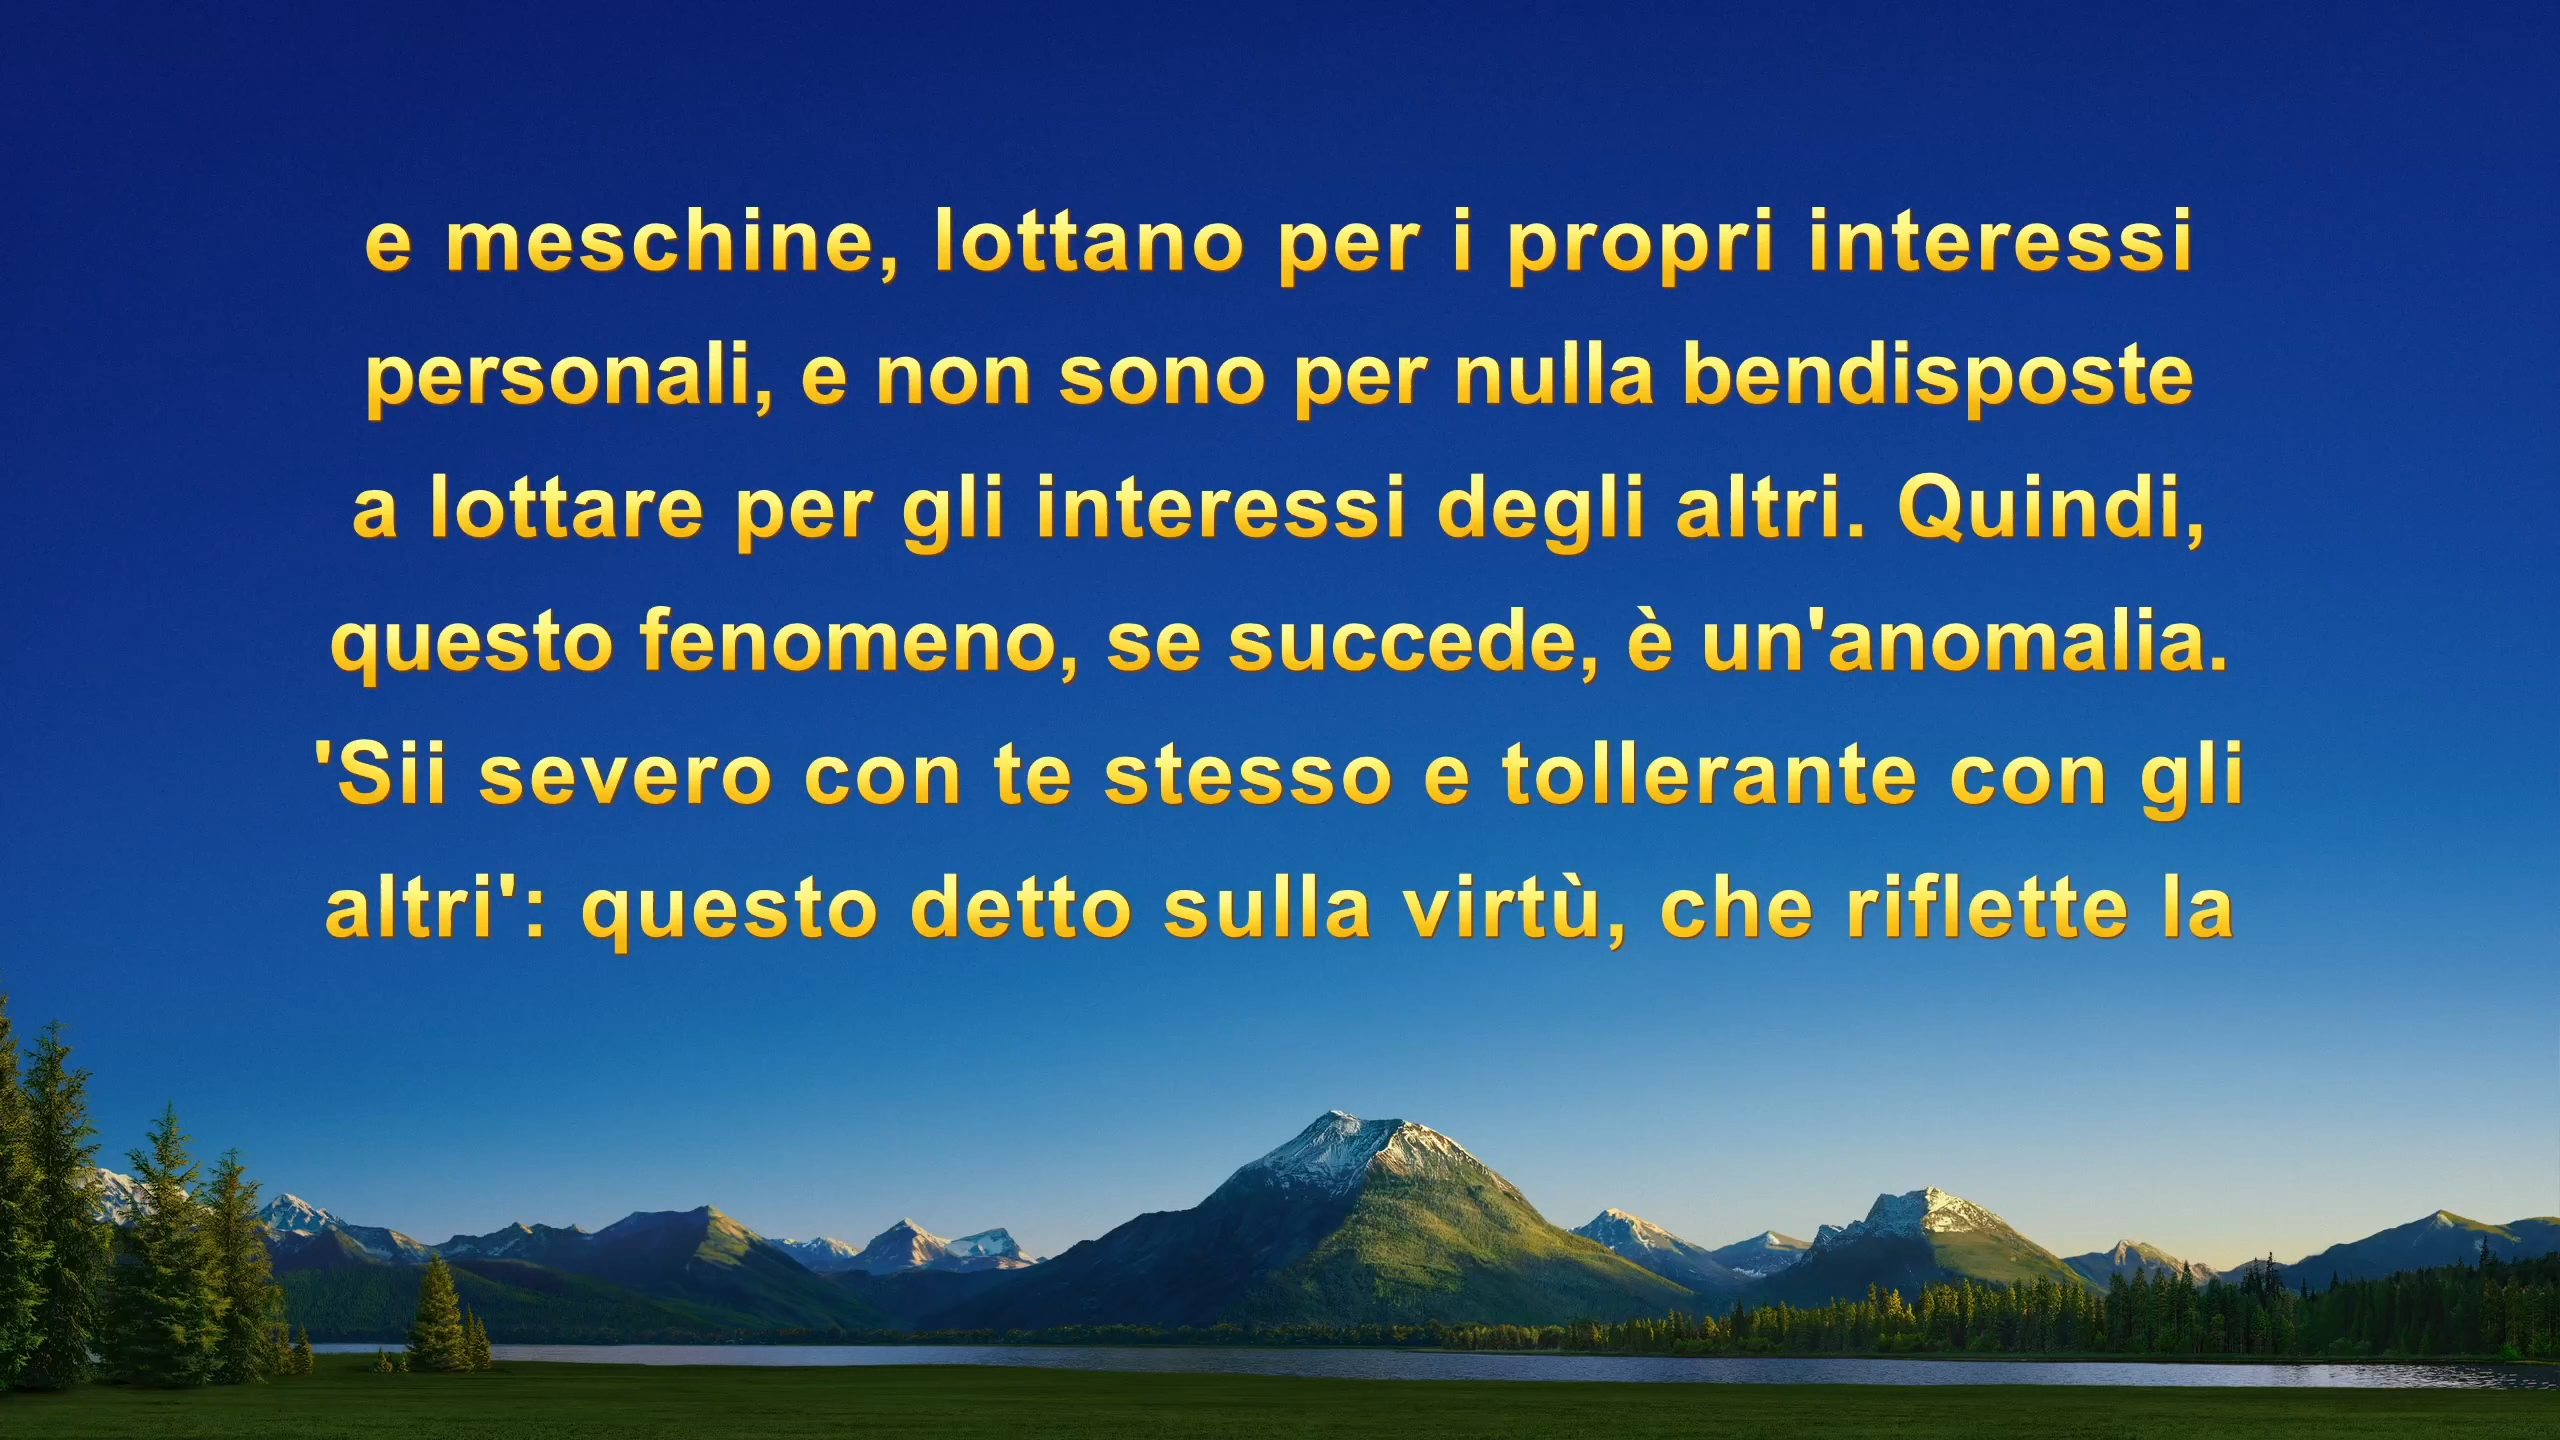 e meschine, lottano per i propri interessi
personali, e non sono per nulla bendisposte
a lottare per gli interessi degli altri. Quindi,
questo fenomeno, se succede, è un'anomalia.
'Sii severo con te stesso e tollerante con gli
altri': questo detto sulla virtù, che riflette la